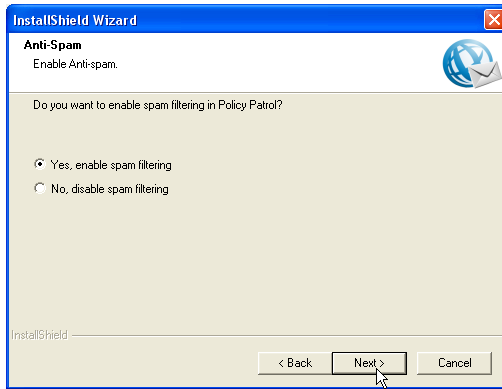 InstallShield Wizard
Anti-Spam
Enable Anti-spam.
Do you want to enable spam filtering in Policy Patrol?
Yes, enable spam filtering
No, disable spam filtering
InstallShield
< Back
Next >
Cancel